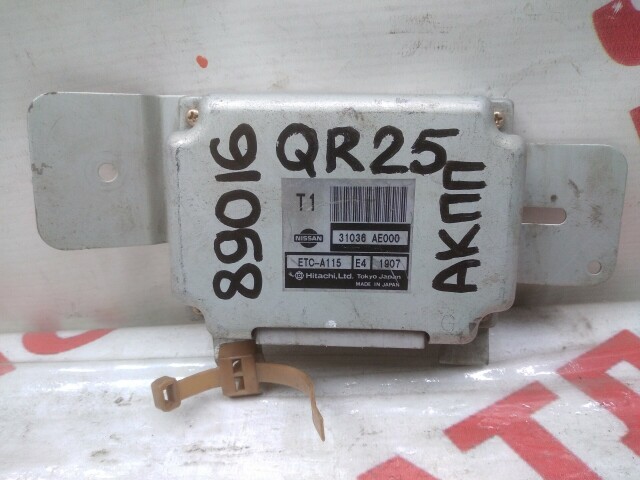 89016
QR25
АКПП
T1
NISSAN
31036 AE000
ETC-A115 E4 1907
Hitachi,Ltd. Tokyo Japan
MADE IN JAPAN